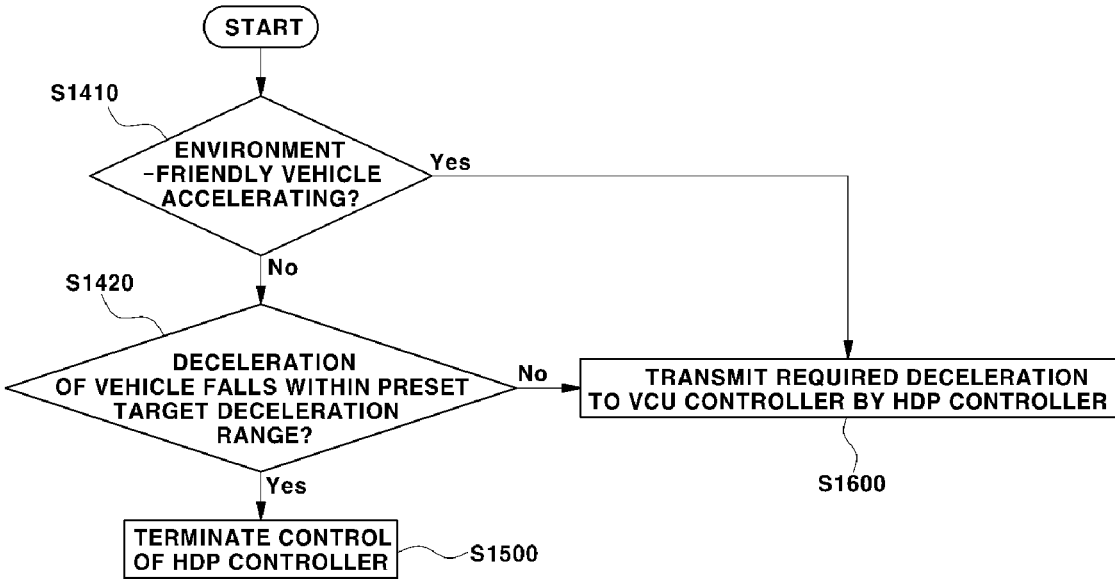 START
S1410
ENVIRONMENT
-FRIENDLY VEHICLE
ACCELERATING?
Yes
No
S1420
DECELERATION
OF VEHICLE FALLS WITHIN PRESET
TARGET DECELERATION
RANGE?
No
TRANSMIT REQUIRED DECELERATION
TO VCU CONTROLLER BY HDP CONTROLLER
S1600
Yes
TERMINATE CONTROL
OF HDP CONTROLLER
S1500